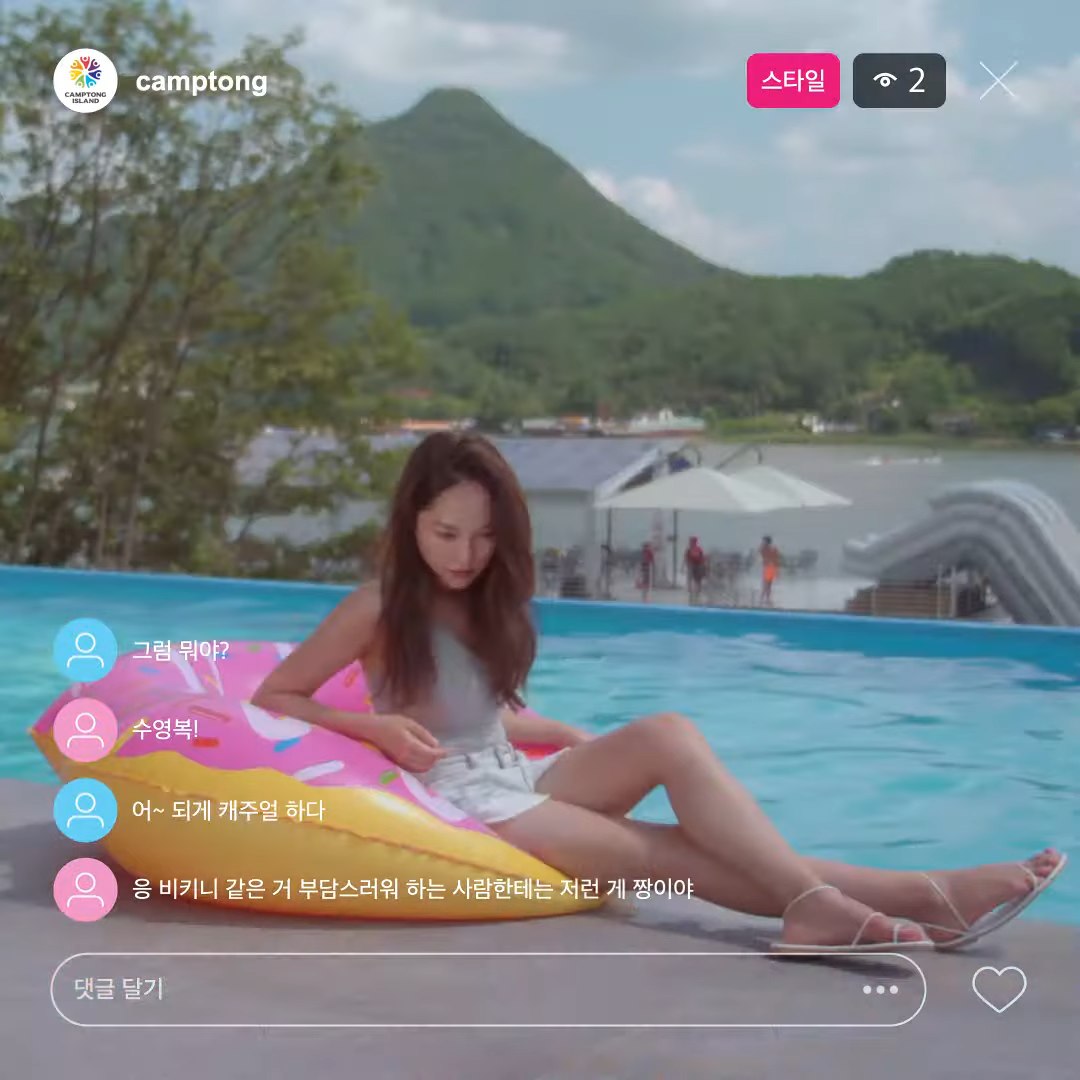 CAMPTONG
ISLAND
camptong
스타일
2
그럼 뭐야?
수영복!
어~ 되게 캐주얼 하다
응 비키니 같은 거 부담스러워 하는 사람한테는 저런 게 짱이야
댓글 달기